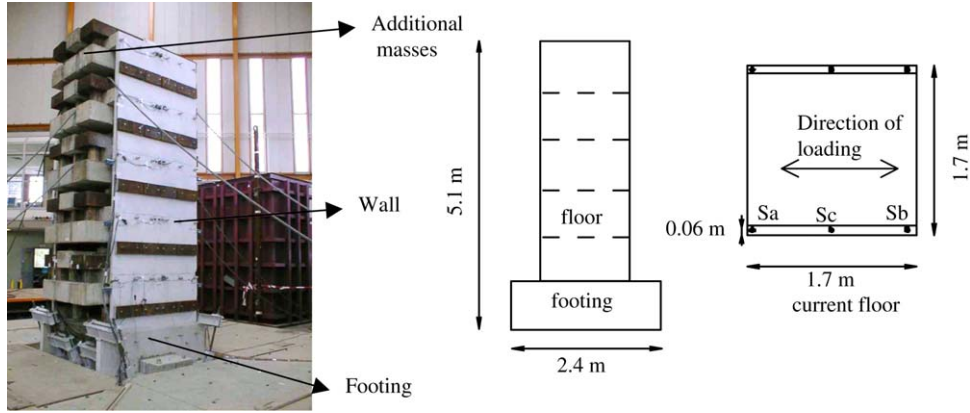 Additional
masses
Wall
Footing
5.1 m
floor
footing
2.4 m
Direction of
loading
Sa Sc Sb
0.06 m
1.7 m
1.7 m
current floor